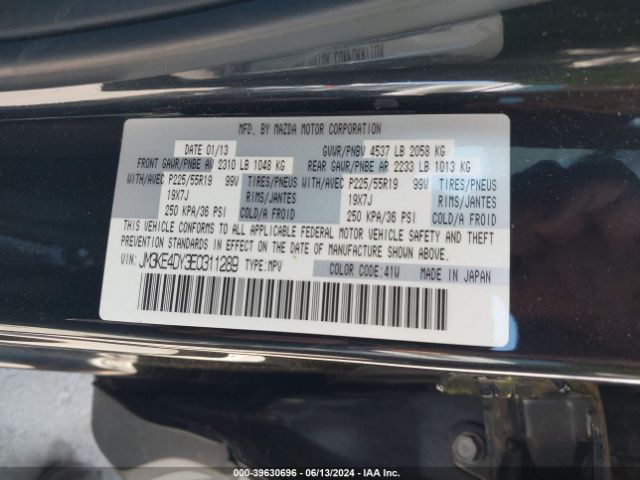 MFD. BY MAZDA MOTOR CORPORATION
DATE 01/13 GVWR/PNBV 4537 LB 2058 KG
FRONT GAWR/PNBE AV 2310 LB 1048 KG REAR GAWR/PNBE AR 2233 LB 1013 KG
WITH/AVEC P225/55R19 99V TIRES/PNEUS WITH/AVEC P225/55R19 99V TIRES/PNEUS
19X7J RIMS/JANTES 19X7J RIMS/JANTES
250 KPA/36 PSI COLD/A FROID 250 KPA/36 PSI COLD/A FROID
THIS VEHICLE CONFORMS TO ALL APPLICABLE FEDERAL MOTOR VEHICLE SAFETY AND THEFT
PREVENTION STANDARDS IN EFFECT ON THE DATE OF MANUFACTURE SHOWN ABOVE.
VIN: JM3KE4DY3E0311289 TYPE:MPV COLOR CODE:41W MADE IN JAPAN
000-39630696 - 06/13/2024 - IAA Inc.